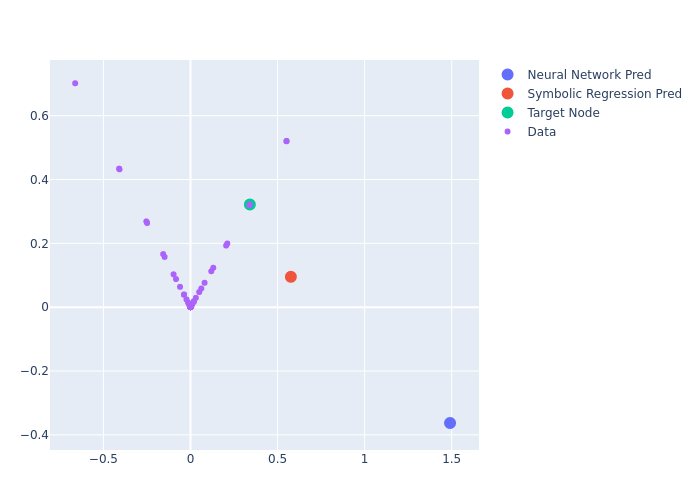 Neural Network Pred
Symbolic Regression Pred
Target Node
Data
0.6
0.4
0.2
0
−0.2
−0.4
−0.5
0
0.5
1
1.5